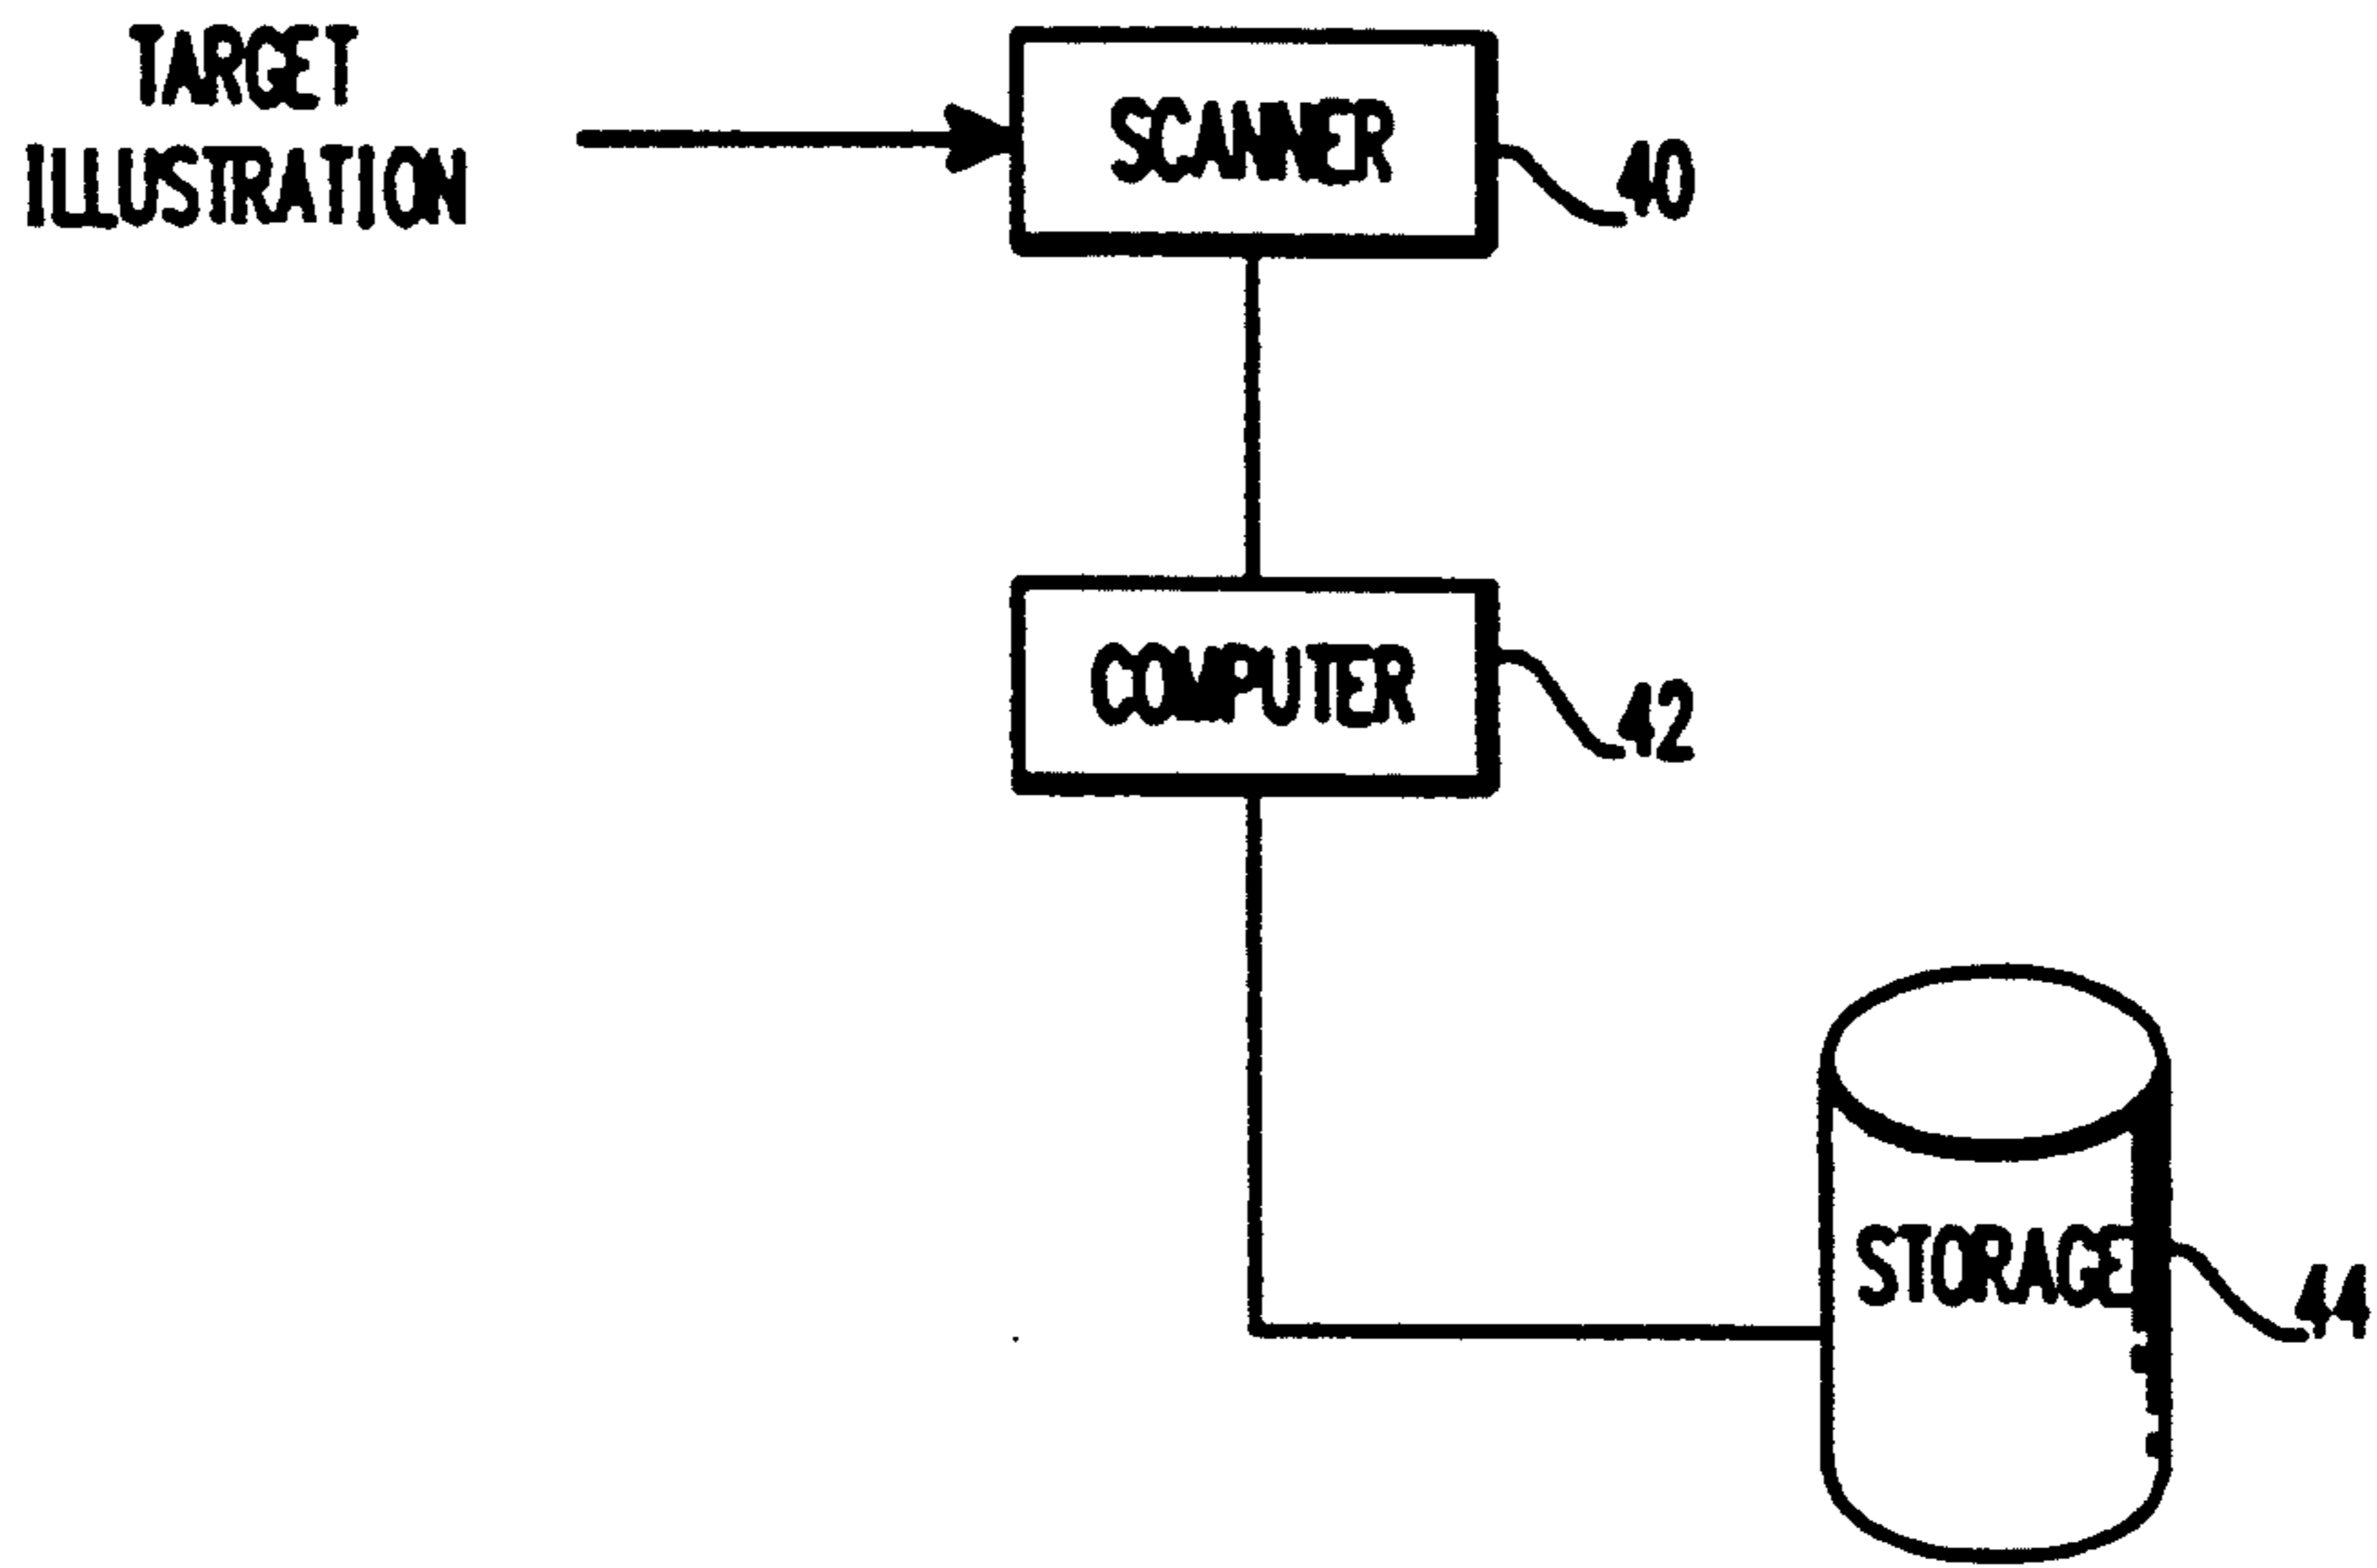 TARGET
ILLUSTRATION
SCANNER
40
COMPUTER
42
STORAGE
44